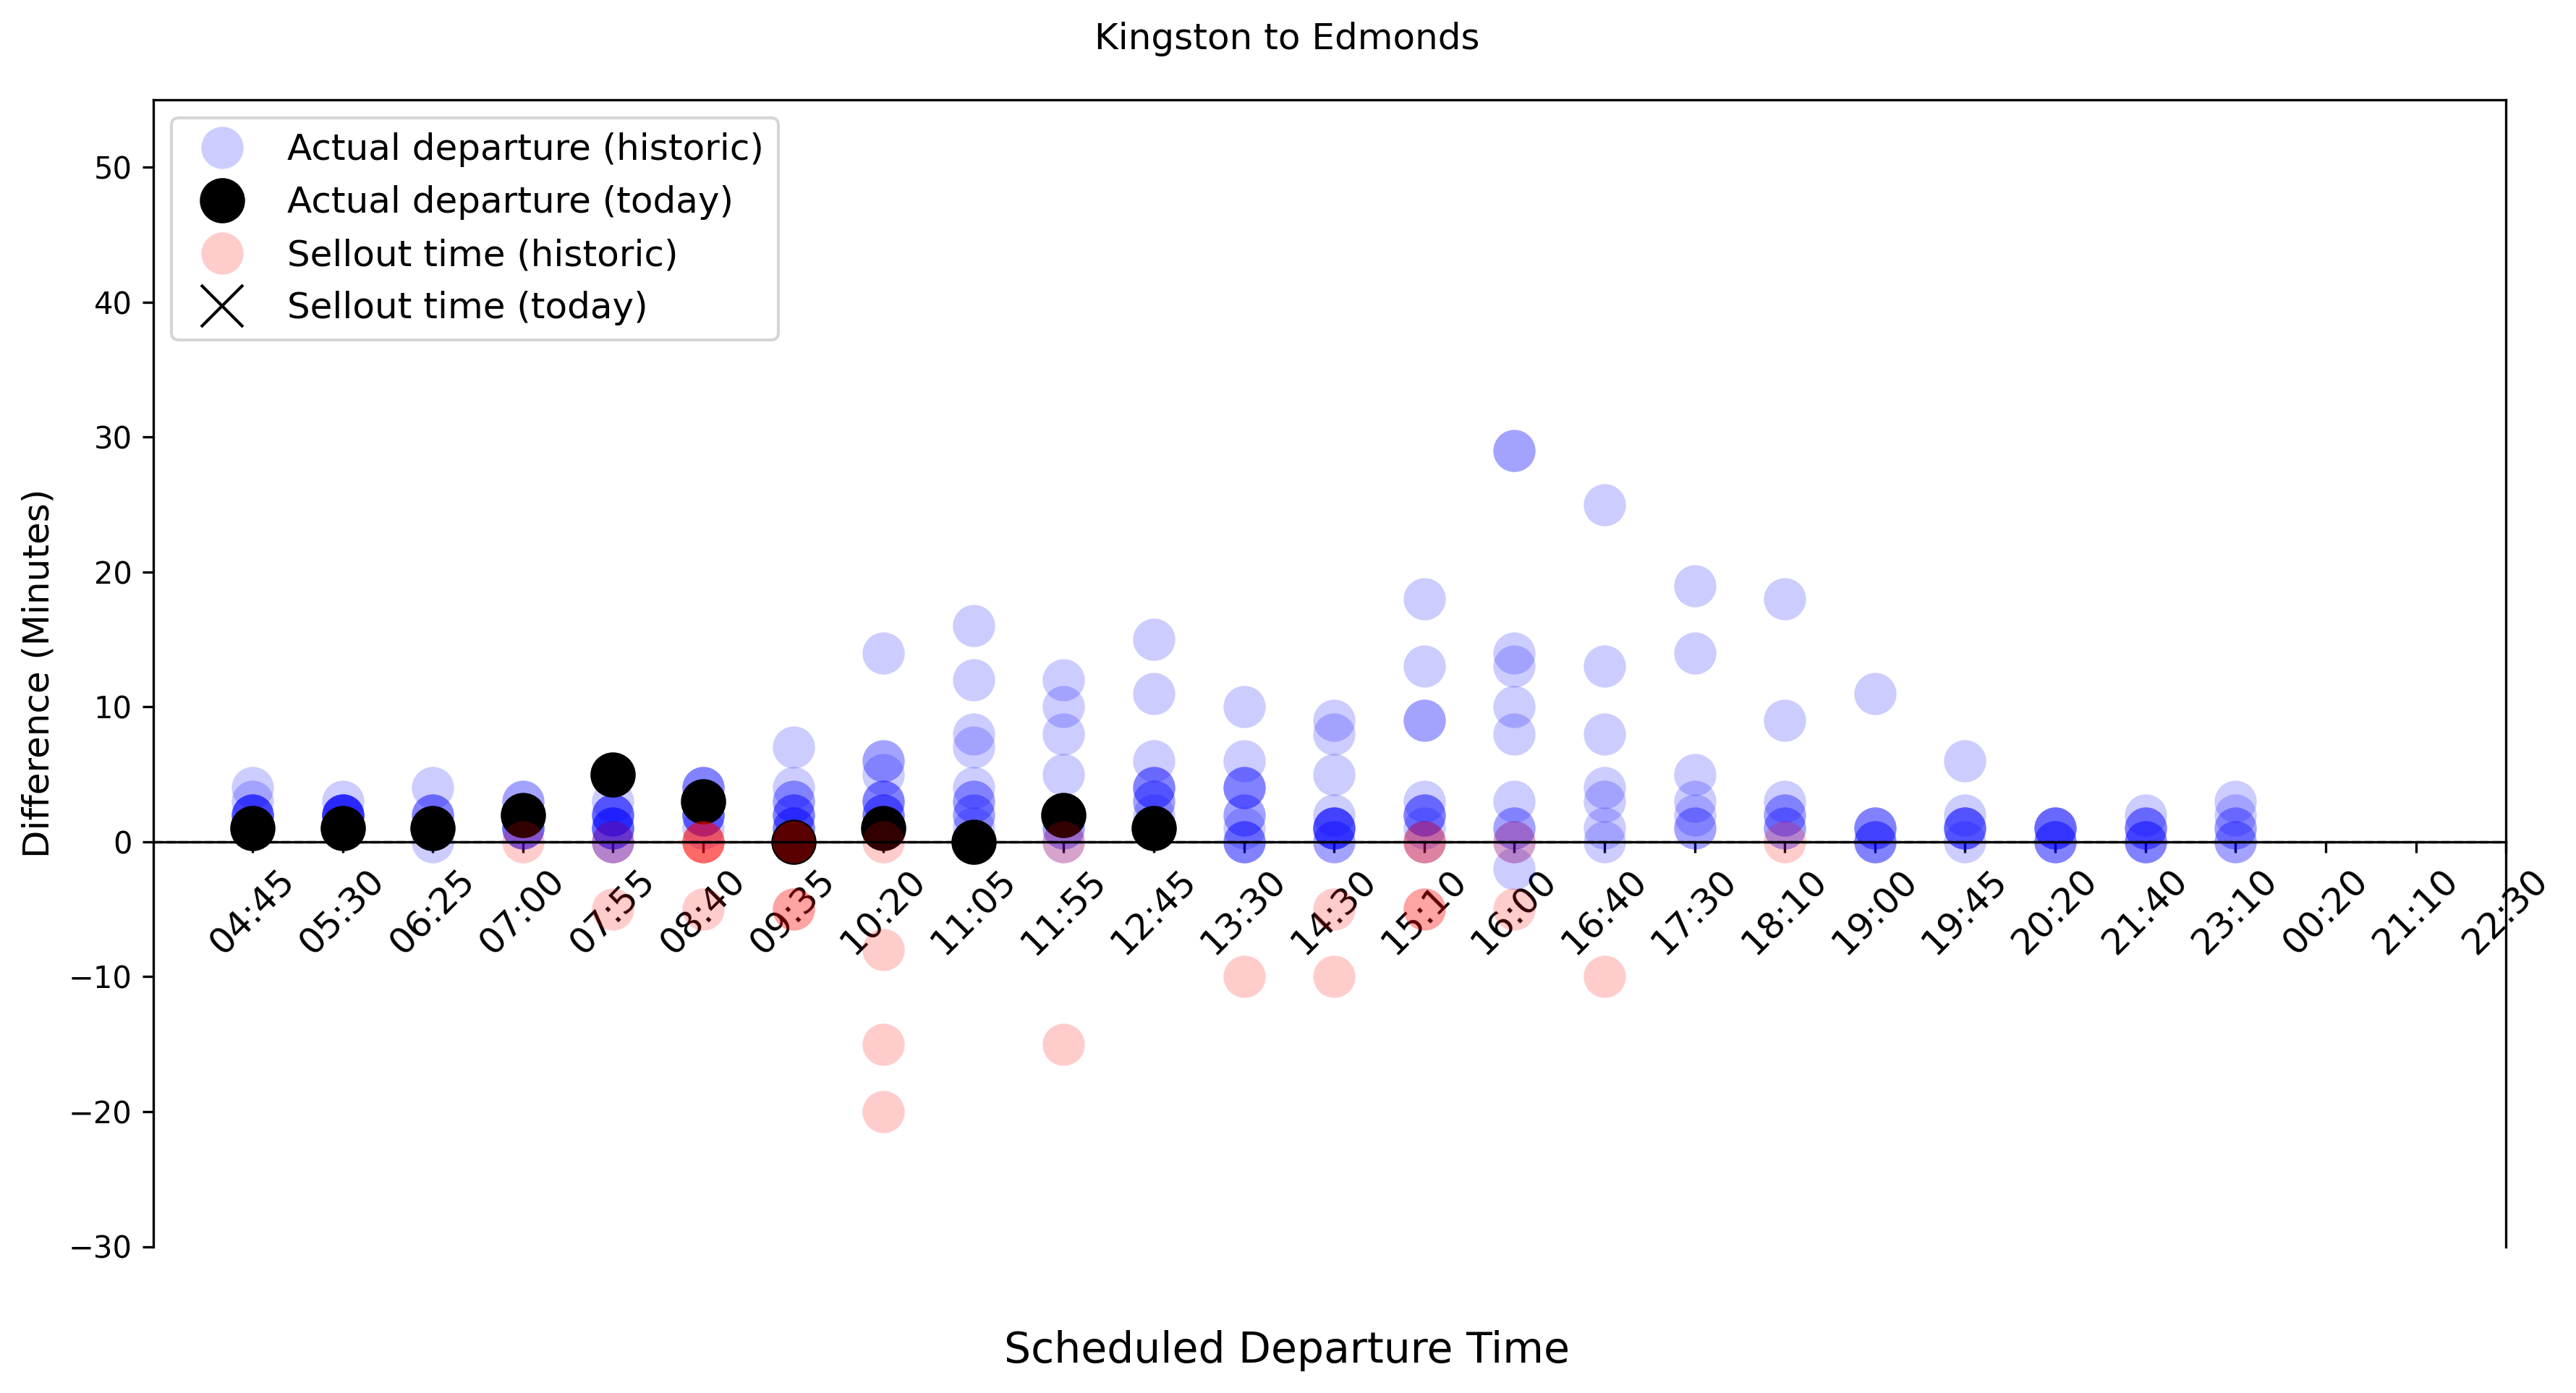 Kingston to Edmonds
Actual departure (historic)
Actual departure (today)
Sellout time (historic)
Sellout time (today)
Difference (Minutes)
50
40
30
20
10
0
−10
−20
−30
04:45 05:30 06:25 07:00 07:55 08:40 09:35 10:20 11:05 11:55 12:45 13:30 14:30 15:10 16:00 16:40 17:30 18:10 19:00 19:45 20:20 21:40 23:10 00:20 21:10 22:30
Scheduled Departure Time